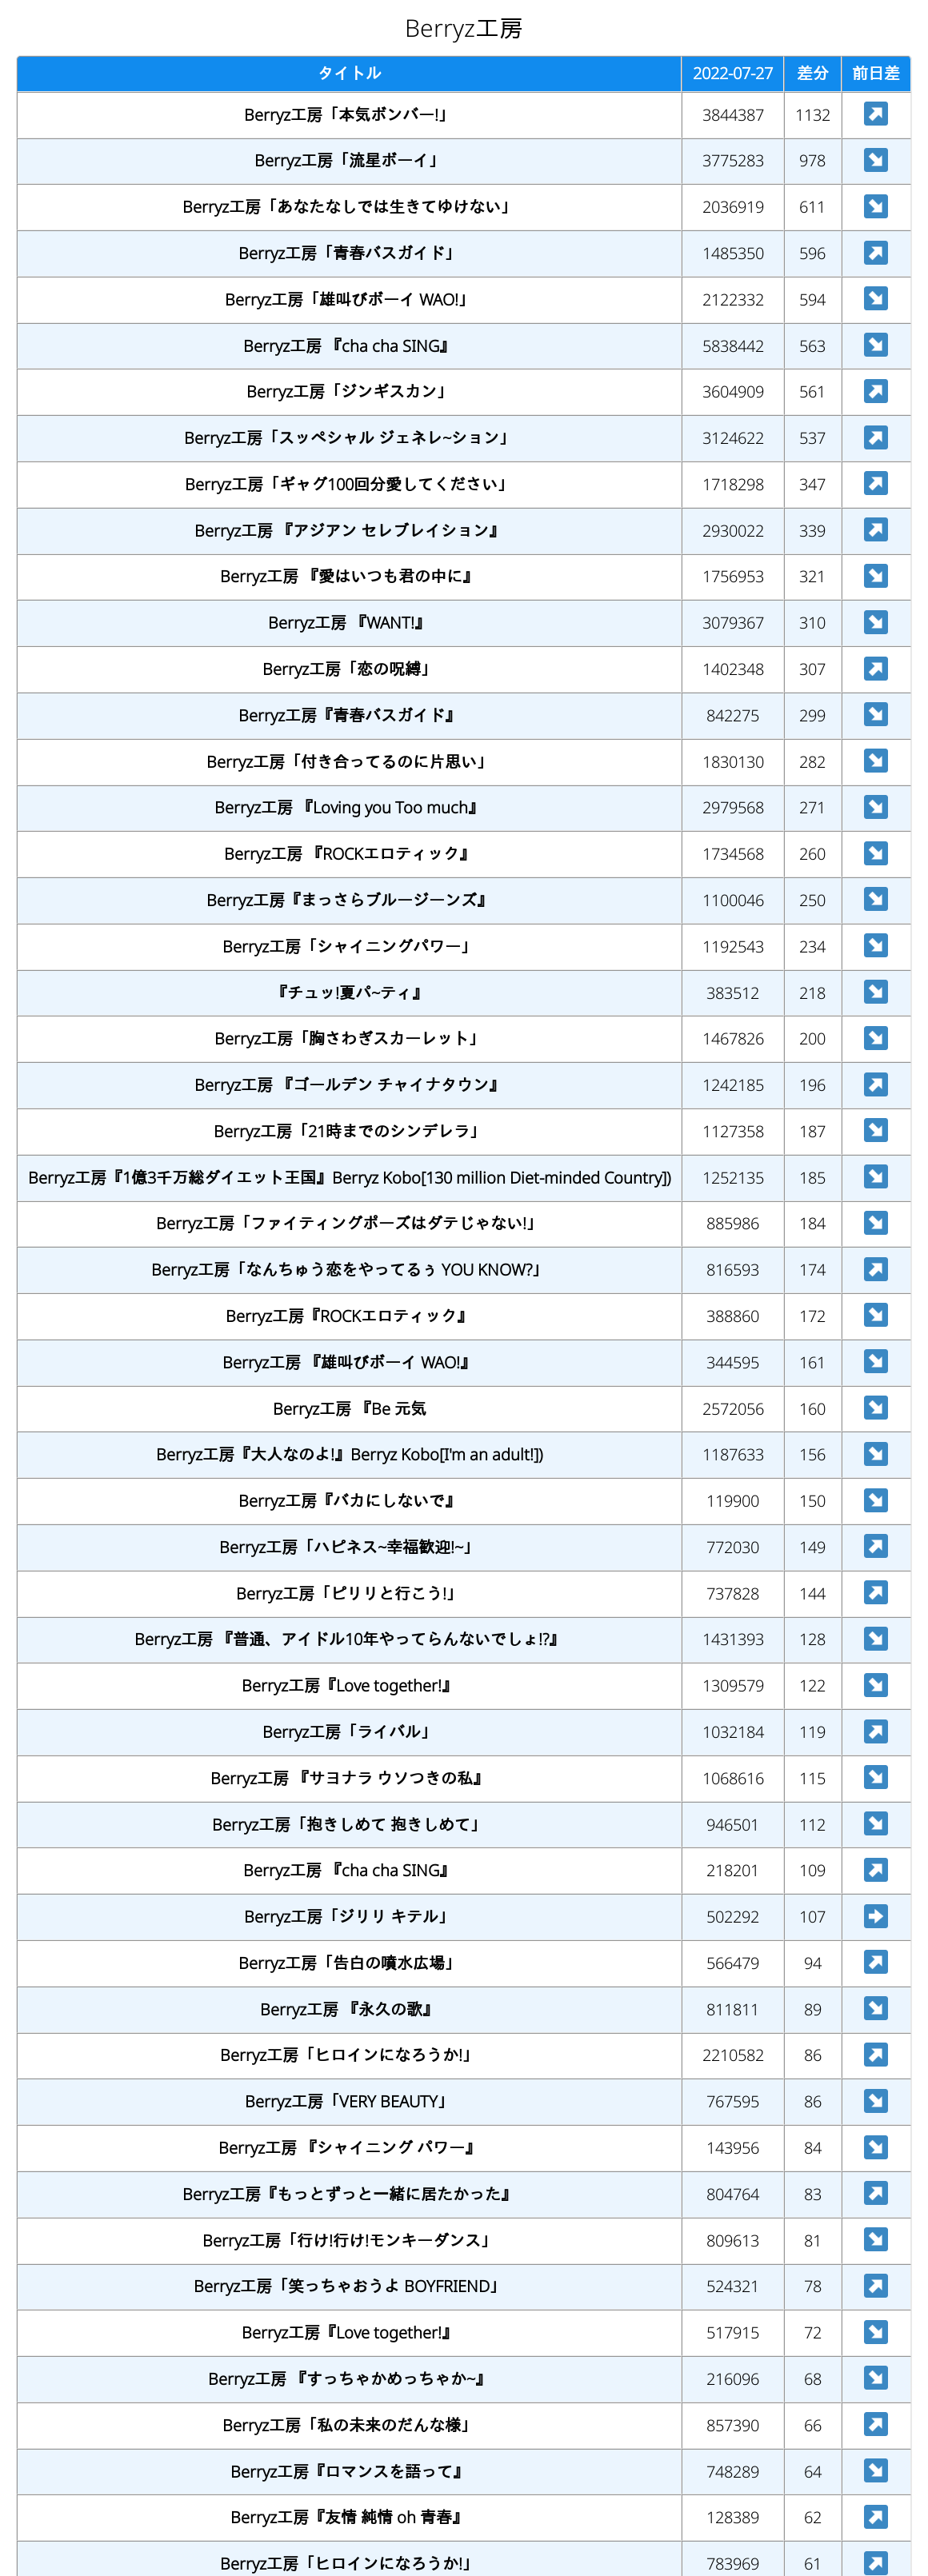 Berryz工房
タイトル 2022-07-27 差分 前日差
Berryz工房「本気ボンバー!」 3844387 1132 ↗
Berryz工房「流星ボーイ」 3775283 978 ↘
Berryz工房「あなたなしでは生きてゆけない」 2036919 611 ↘
Berryz工房「青春バスガイド」 1485350 596 ↗
Berryz工房「雄叫びボーイ WAO!」 2122332 594 ↘
Berryz工房 『cha cha SING』 5838442 563 ↘
Berryz工房「ジンギスカン」 3604909 561 ↗
Berryz工房「スッペシャル ジェネレ~ション」 3124622 537 ↗
Berryz工房「ギャグ100回分愛してください」 1718298 347 ↗
Berryz工房 『アジアン セレブレイション』 2930022 339 ↗
Berryz工房 『愛はいつも君の中に』 1756953 321 ↘
Berryz工房 『WANT!』 3079367 310 ↘
Berryz工房「恋の呪縛」 1402348 307 ↗
Berryz工房『青春バスガイド』 842275 299 ↘
Berryz工房「付き合ってるのに片思い」 1830130 282 ↘
Berryz工房 『Loving you Too much』 2979568 271 ↘
Berryz工房 『ROCKエロティック』 1734568 260 ↘
Berryz工房『まっさらブルージーンズ』 1100046 250 ↘
Berryz工房「シャイニングパワー」 1192543 234 ↘
『チュッ!夏パ~ティ』 383512 218 ↘
Berryz工房「胸さわぎスカーレット」 1467826 200 ↘
Berryz工房 『ゴールデン チャイナタウン』 1242185 196 ↗
Berryz工房「21時までのシンデレラ」 1127358 187 ↘
Berryz工房『1億3千万総ダイエット王国』Berryz Kobo[130 million Diet-minded Country]) 1252135 185 ↘
Berryz工房「ファイティングポーズはダテじゃない!」 885986 184 ↘
Berryz工房「なんちゅう恋をやってるぅ YOU KNOW?」 816593 174 ↗
Berryz工房『ROCKエロティック』 388860 172 ↘
Berryz工房 『雄叫びボーイ WAO!』 344595 161 ↘
Berryz工房 『Be 元気 2572056 160 ↘
Berryz工房『大人なのよ!』Berryz Kobo[I'm an adult!]) 1187633 156 ↘
Berryz工房『バカにしないで』 119900 150 ↘
Berryz工房「ハピネス~幸福歓迎!~」 772030 149 ↗
Berryz工房「ピリリと行こう!」 737828 144 ↗
Berryz工房 『普通、アイドル10年やってらんないでしょ!?』 1431393 128 ↘
Berryz工房『Love together!』 1309579 122 ↘
Berryz工房「ライバル」 1032184 119 ↗
Berryz工房 『サヨナラ ウソつきの私』 1068616 115 ↘
Berryz工房「抱きしめて 抱きしめて」 946501 112 ↘
Berryz工房 『cha cha SING』 218201 109 ↗
Berryz工房「ジリリ キテル」 502292 107 ➡
Berryz工房「告白の噴水広場」 566479 94 ↗
Berryz工房 『永久の歌』 811811 89 ↘
Berryz工房「ヒロインになろうか!」 2210582 86 ↗
Berryz工房「VERY BEAUTY」 767595 86 ↘
Berryz工房 『シャイニング パワー』 143956 84 ↘
Berryz工房『もっとずっと一緒に居たかった』 804764 83 ↗
Berryz工房「行け!行け!モンキーダンス」 809613 81 ↘
Berryz工房「笑っちゃおうよ BOYFRIEND」 524321 78 ↗
Berryz工房『Love together!』 517915 72 ↘
Berryz工房 『すっちゃかめっちゃか~』 216096 68 ↘
Berryz工房「私の未来のだんな様」 857390 66 ↗
Berryz工房『ロマンスを語って』 748289 64 ↘
Berryz工房『友情 純情 oh 青春』 128389 62 ↗
Berryz工房「ヒロインになろうか!」 783969 61 ↗